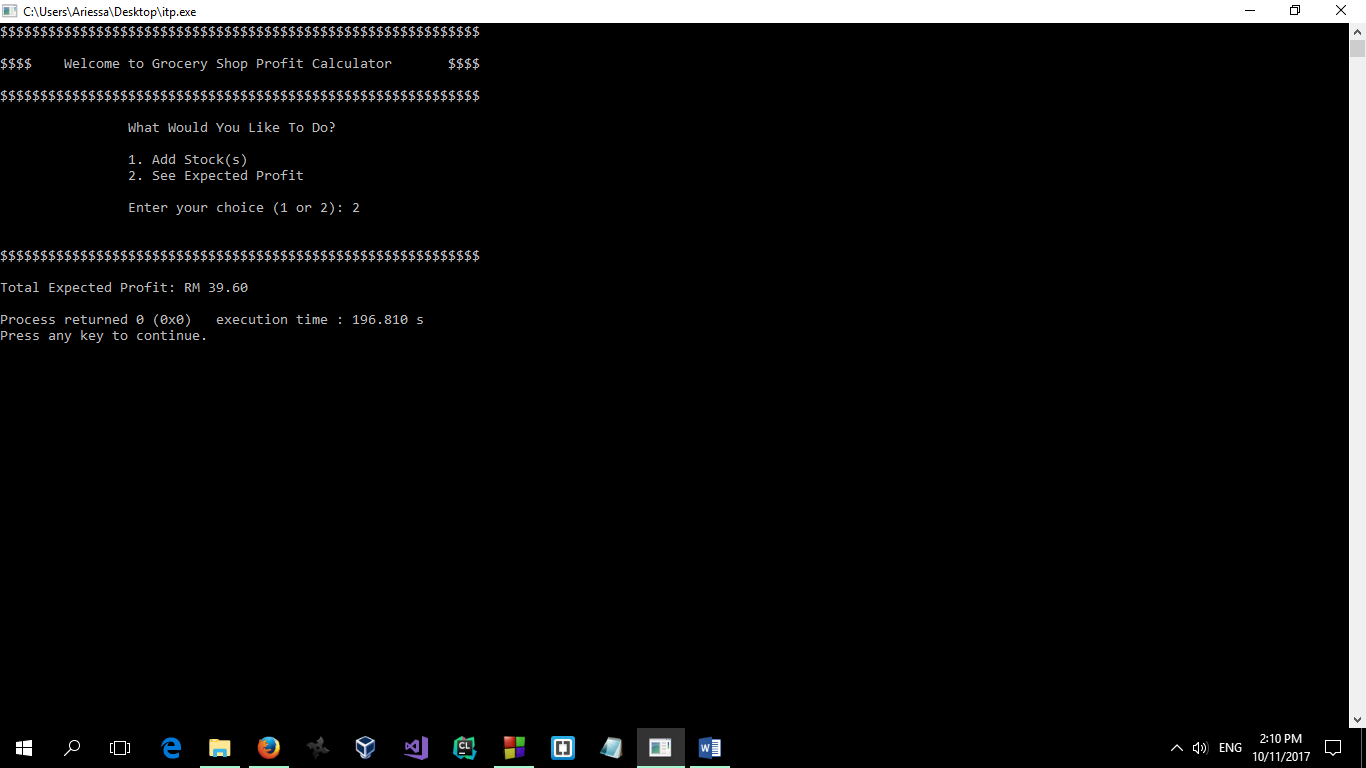 C:\Users\Ariessa\Desktop\itp.exe
$$$$$$$$$$$$$$$$$$$$$$$$$$$$$$$$$$$$$$$$$$$$$$$$$$$$$$$$$$$$
$$$$    Welcome to Grocery Shop Profit Calculator       $$$$
$$$$$$$$$$$$$$$$$$$$$$$$$$$$$$$$$$$$$$$$$$$$$$$$$$$$$$$$$$$$
What Would You Like To Do?
1. Add Stock(s)
2. See Expected Profit
Enter your choice (1 or 2): 2
$$$$$$$$$$$$$$$$$$$$$$$$$$$$$$$$$$$$$$$$$$$$$$$$$$$$$$$$$$$$
Total Expected Profit: RM 39.60
Process returned 0 (0x0)   execution time : 196.810 s
Press any key to continue.
CL
ENG
2:10 PM
10/11/2017